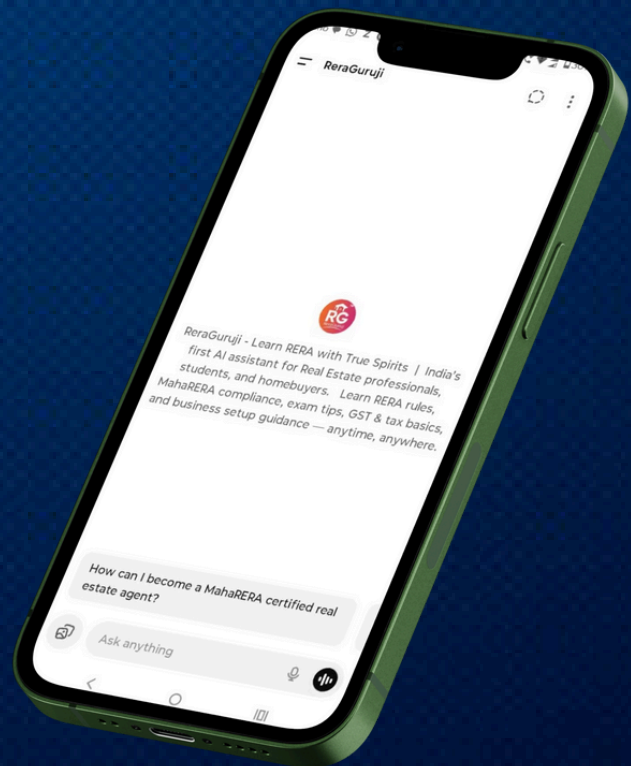 ReraGuruji
RG
ReraGuruji - Learn RERA with True Spirits | India's
first AI assistant for Real Estate professionals,
students, and homebuyers. Learn RERA rules,
MahaRERA compliance, exam tips, GST & tax basics,
and business setup guidance — anytime, anywhere.
How can I become a MahaRERA certified real
estate agent?
Ask anything